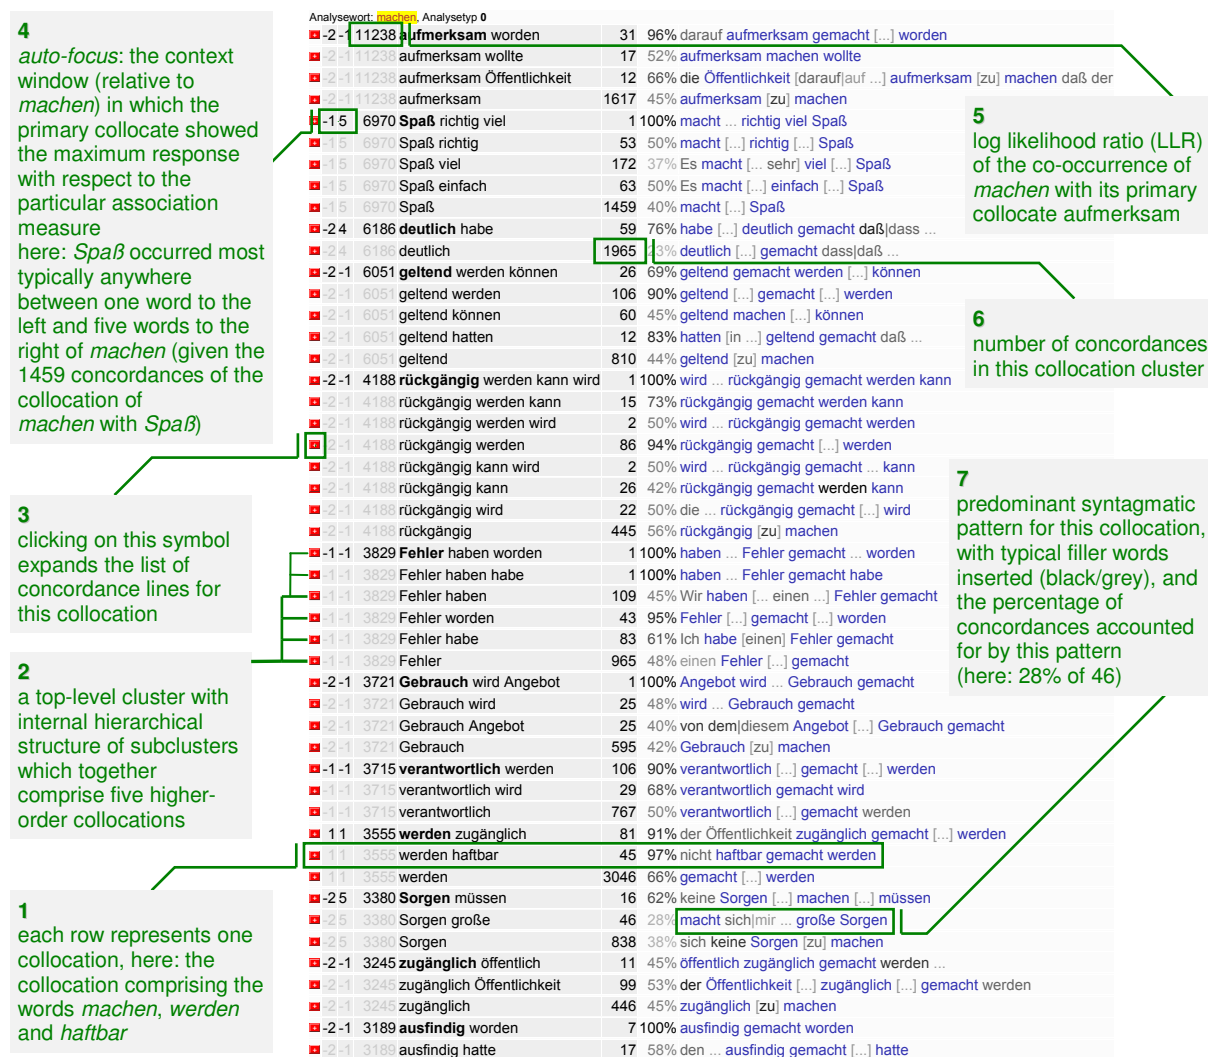 Analysewort: machen, Analysetyp 0
-2 -1 11238 aufmerksam worden 31 96% darauf aufmerksam gemacht [...] worden
-2 -1 11238 aufmerksam wollte 17 52% aufmerksam machen wollte
-2 -1 11238 aufmerksam Öffentlichkeit 12 66% die Öffentlichkeit [darauf|auf ...] aufmerksam [zu] machen daß der
-2 -1 11238 aufmerksam 1617 45% aufmerksam [zu] machen
-1 5 6970 Spaß richtig viel 1 100% macht ... richtig viel Spaß
-1 5 6970 Spaß richtig 53 50% macht [...] richtig [...] Spaß
-1 5 6970 Spaß viel 172 37% Es macht [... sehr] viel [...] Spaß
-1 5 6970 Spaß einfach 63 50% Es macht [...] einfach [...] Spaß
-1 5 6970 Spaß 1459 40% macht [...] Spaß
-2 4 6186 deutlich habe 59 76% habe [...] deutlich gemacht daß|dass ...
-2 4 6186 deutlich 1965 23% deutlich [...] gemacht dass|daß ...
-2 -1 6051 geltend werden können 26 69% geltend gemacht werden [...] können
-2 -1 6051 geltend werden 106 90% geltend [...] gemacht [...] werden
-2 -1 6051 geltend können 60 45% geltend machen [...] können
-2 -1 6051 geltend hatten 12 83% hatten [in ...] geltend gemacht daß ...
-2 -1 6051 geltend 810 44% geltend [zu] machen
-2 -1 4188 rückgängig werden kann wird 1 100% wird ... rückgängig gemacht werden kann
-2 -1 4188 rückgängig werden kann 15 73% rückgängig gemacht werden kann
-2 -1 4188 rückgängig werden wird 2 50% wird ... rückgängig gemacht werden
-2 -1 4188 rückgängig werden 86 94% rückgängig gemacht [...] werden
-2 -1 4188 rückgängig kann wird 2 50% wird ... rückgängig gemacht ... kann
-2 -1 4188 rückgängig kann 26 42% rückgängig gemacht werden kann
-2 -1 4188 rückgängig wird 22 50% die ... rückgängig gemacht [...] wird
-2 -1 4188 rückgängig 445 56% rückgängig [zu] machen
-1 -1 3829 Fehler haben worden 1 100% haben ... Fehler gemacht ... worden
-1 -1 3829 Fehler haben habe 1 100% haben ... Fehler gemacht habe
-1 -1 3829 Fehler haben 109 45% Wir haben [... einen ...] Fehler gemacht
-1 -1 3829 Fehler worden 43 95% Fehler [...] gemacht [...] worden
-1 -1 3829 Fehler habe 83 61% Ich habe [einen] Fehler gemacht
-1 -1 3829 Fehler 965 48% einen Fehler [...] gemacht
-2 -1 3721 Gebrauch wird Angebot 1 100% Angebot wird ... Gebrauch gemacht
-2 -1 3721 Gebrauch wird 25 48% wird ... Gebrauch gemacht
-2 -1 3721 Gebrauch Angebot 25 40% von dem|diesem Angebot [...] Gebrauch gemacht
-2 -1 3721 Gebrauch 595 42% Gebrauch [zu] machen
-1 -1 3715 verantwortlich werden 106 90% verantwortlich [...] gemacht [...] werden
-1 -1 3715 verantwortlich wird 29 68% verantwortlich gemacht wird
-1 -1 3715 verantwortlich 767 50% verantwortlich [...] gemacht werden
1 1 3555 werden zugänglich 81 91% der Öffentlichkeit zugänglich gemacht [...] werden
1 1 3555 werden haftbar 45 97% nicht haftbar gemacht werden
1 1 3555 werden 3046 66% gemacht [...] werden
-2 5 3380 Sorgen müssen 16 62% keine Sorgen [...] machen [...] müssen
-2 5 3380 Sorgen große 46 28% macht sich|mir ... große Sorgen
-2 5 3380 Sorgen 838 38% sich keine Sorgen [zu] machen
-2 -1 3245 zugänglich öffentlich 11 45% öffentlich zugänglich gemacht werden ...
-2 -1 3245 zugänglich Öffentlichkeit 99 53% der Öffentlichkeit [...] zugänglich [...] gemacht werden
-2 -1 3245 zugänglich 446 45% zugänglich [zu] machen
-2 -1 3189 ausfindig worden 7 100% ausfindig gemacht worden
-2 -1 3189 ausfindig hatte 17 58% den ... ausfindig gemacht [...] hatte
4
auto-focus: the context
window (relative to
machen) in which the
primary collocate showed
the maximum response
with respect to the
particular association
measure
here: Spaß occurred most
typically anywhere
between one word to the
left and five words to the
right of machen (given the
1459 concordances of the
collocation of
machen with Spaß)
3
clicking on this symbol
expands the list of
concordance lines for
this collocation
2
a top-level cluster with
internal hierarchical
structure of subclusters
which together
comprise five higher-
order collocations
1
each row represents one
collocation, here: the
collocation comprising the
words machen, werden
and haftbar
5
log likelihood ratio (LLR)
of the co-occurrence of
machen with its primary
collocate aufmerksam
6
number of concordances
in this collocation cluster
7
predominant syntagmatic
pattern for this collocation,
with typical filler words
inserted (black/grey), and
the percentage of
concordances accounted
for by this pattern
(here: 28% of 46)